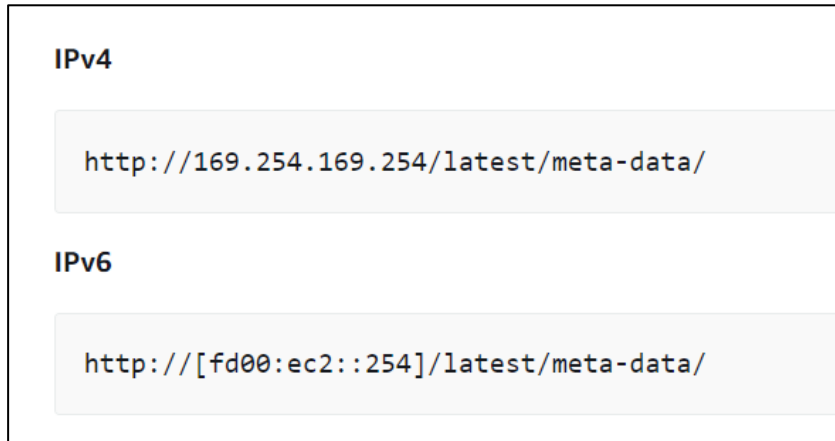 IPv4
http://169.254.169.254/latest/meta-data/
IPv6
http://[fd00:ec2::254]/latest/meta-data/